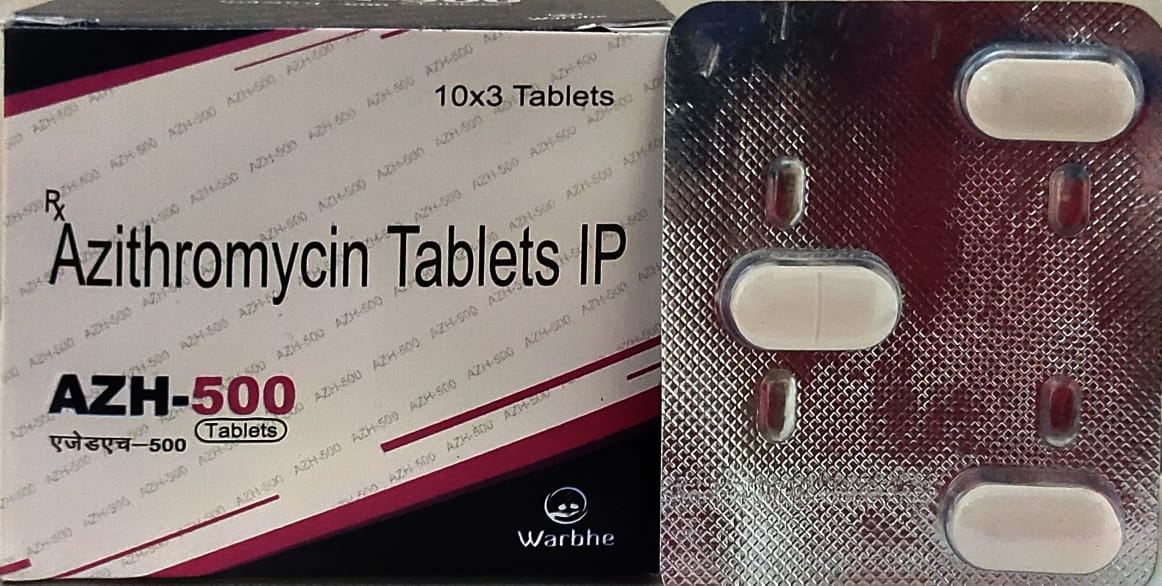 10x3 Tablets
Rx
Azithromycin Tablets IP
AZH-500
Tablets
एजेडएच–500
Warbhe